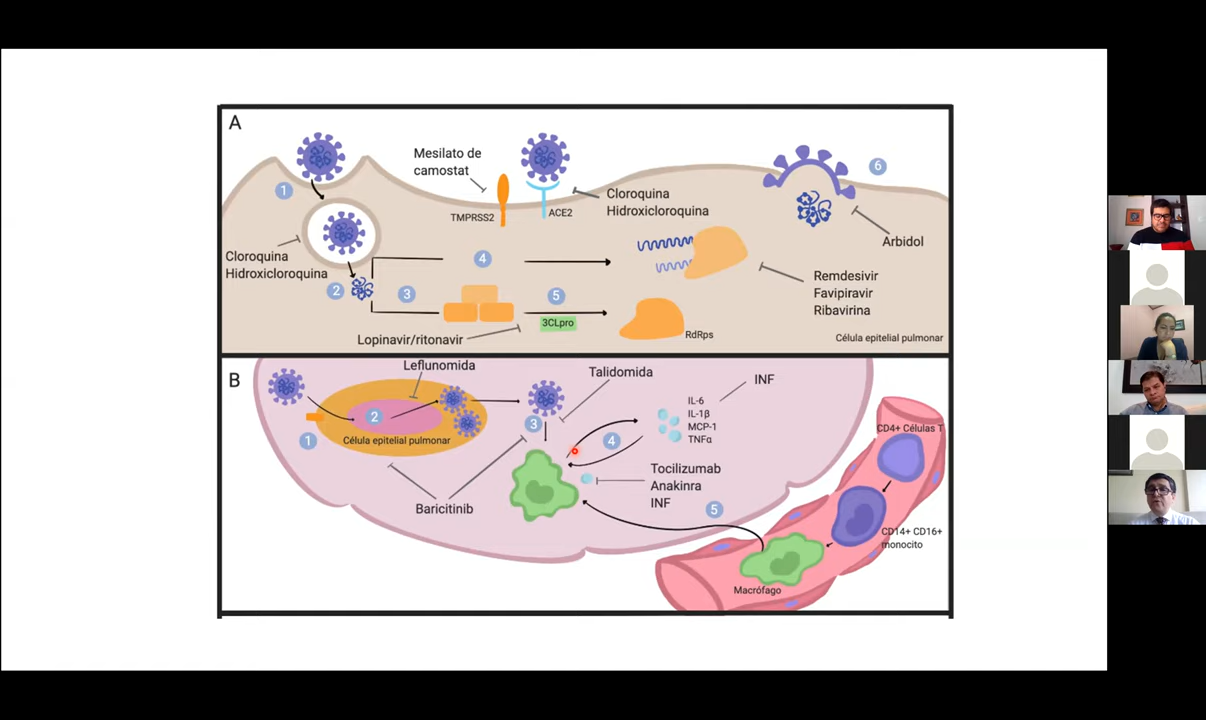 A
1
Mesilato de
camostat
TMPRSS2
ACE2
Cloroquina
Hidroxicloroquina
6
Arbidol
Cloroquina
Hidroxicloroquina
2
3
4
5
3CLpro
Lopinavir/ritonavir
RdRps
Remdesivir
Favipiravir
Ribavirina
Célula epitelial pulmonar
B
Leflunomida
1
2
Célula epitelial pulmonar
Baricitinib
Talidomida
3
4
INF
IL-6
IL-1β
MCP-1
TNFα
Tocilizumab
Anakinra
INF
5
CD4+ Células T
CD14+ CD16+
monocito
Macrófago